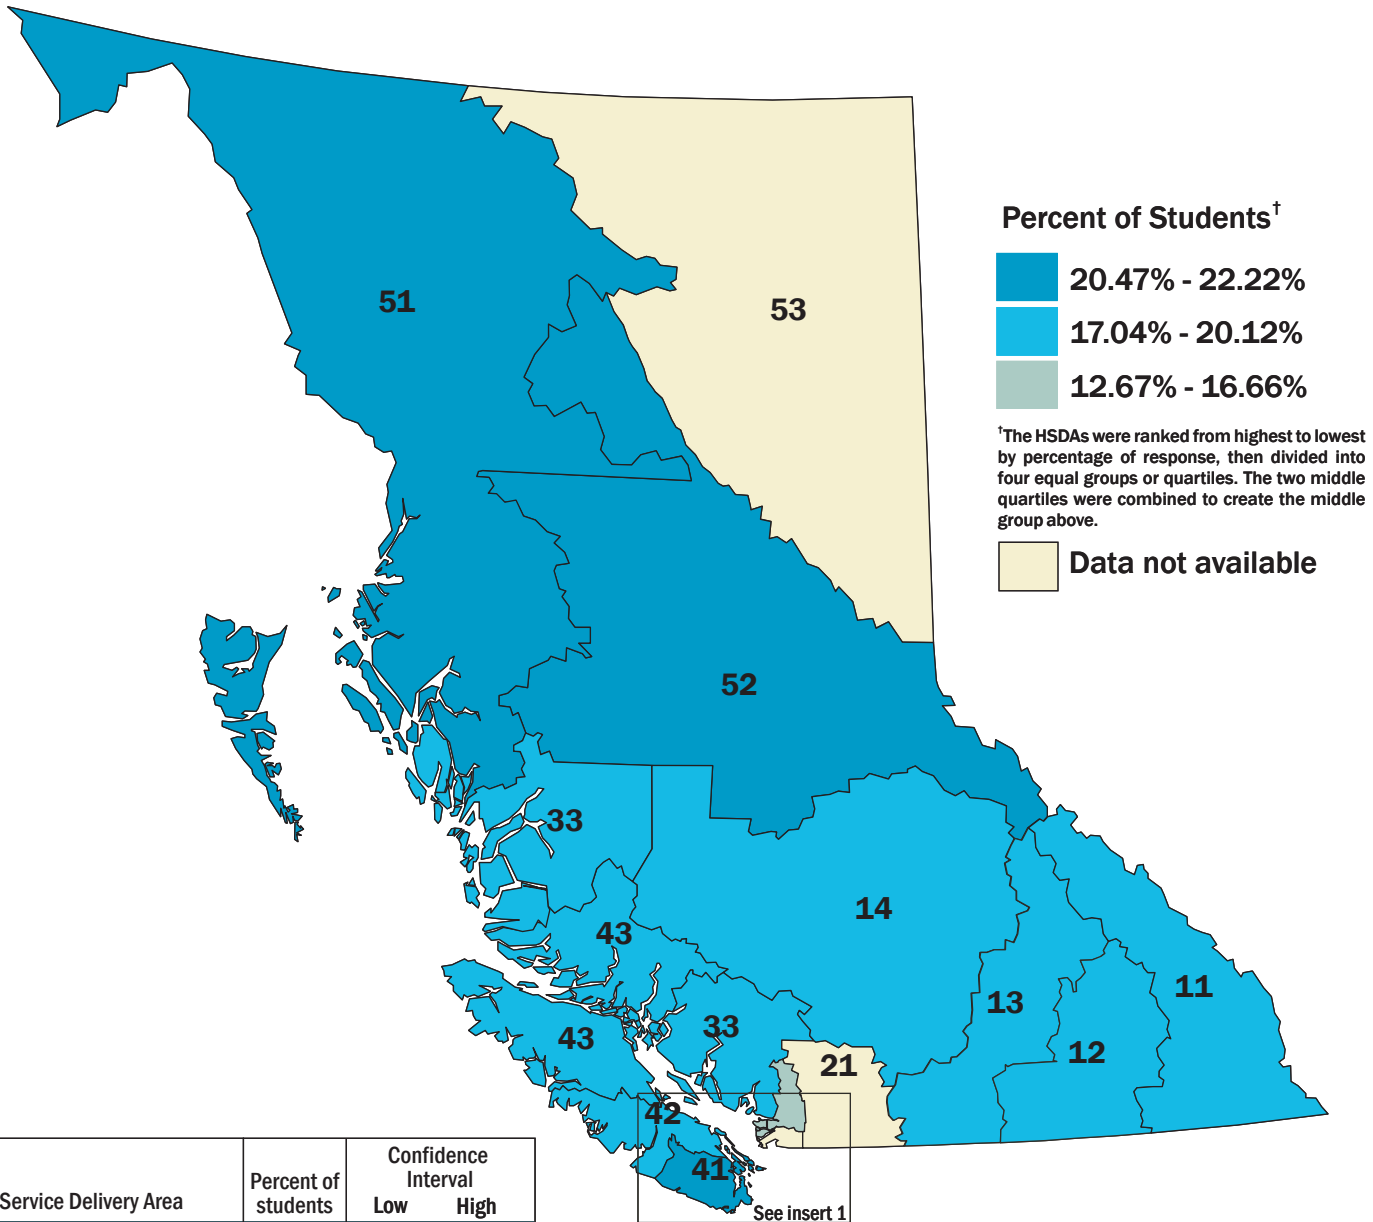 51
53
Percent of Students†
20.47% - 22.22%
17.04% - 20.12%
12.67% - 16.66%
†The HSDAs were ranked from highest to lowest
by percentage of response, then divided into
four equal groups or quartiles. The two middle
quartiles were combined to create the middle
group above.
Data not available
52
33
14
43
11
13
33
43
12
21
42
41
See insert 1
Service Delivery Area
Percent of
students
Confidence
Interval
Low High